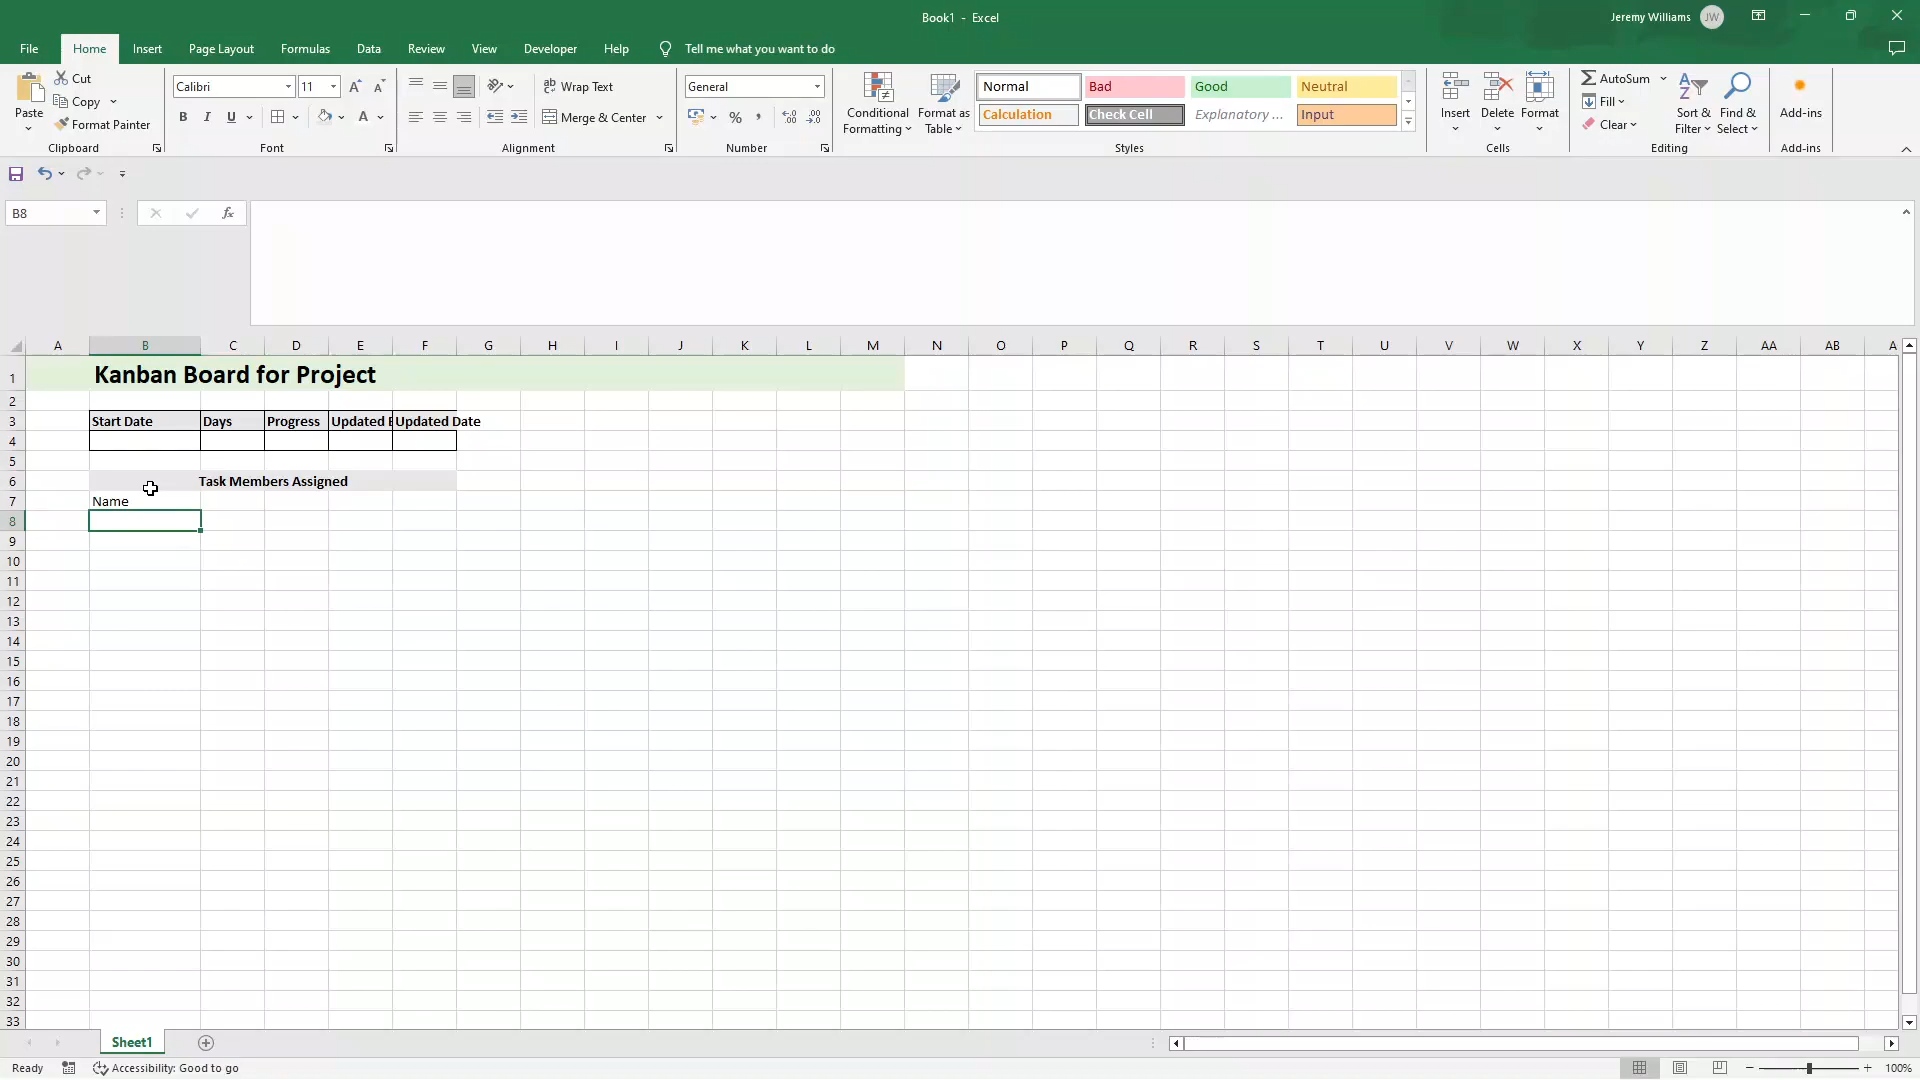 Book1 - Excel
Jeremy Williams JW
File Home Insert Page Layout Formulas Data Review View Developer Help Tell me what you want to do
Paste
Cut
Copy
Format Painter
Clipboard
Calibri 11
B I U A
Font
Wrap Text
Merge & Center
Alignment
General
%
Number
Conditional Formatting
Format as Table
Normal Bad Good Neutral
Calculation Check Cell Explanatory ... Input
Styles
Insert Delete Format
Cells
AutoSum
Fill
Clear
Sort & Filter
Find & Select
Editing
Add-ins
Add-ins
B8 fx
A B C D E F G H I J K L M N O P Q R S T U V W X Y Z AA AB A
1 Kanban Board for Project
2
3 Start Date Days Progress Updated Updated Date
4
5
6 Task Members Assigned
7 Name
8
9
10
11
12
13
14
15
16
17
18
19
20
21
22
23
24
25
26
27
28
29
30
31
32
33
Sheet1
Ready Accessibility: Good to go 100%